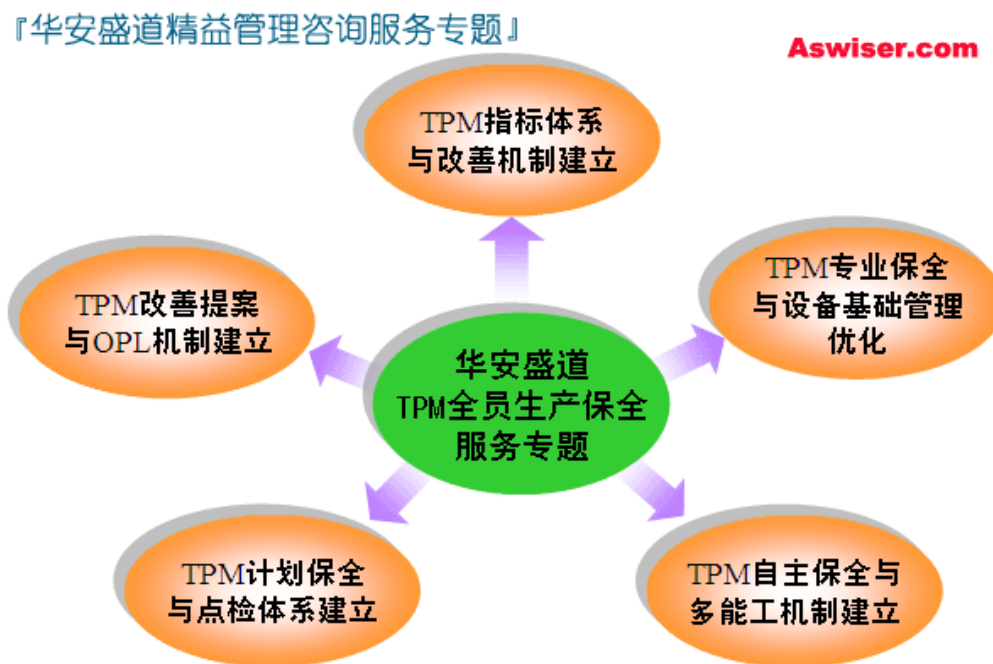 『华安盛道精益管理咨询服务专题』
Aswiser.com
TPM指标体系
与改善机制建立
TPM改善提案
与OPL机制建立
TPM专业保全
与设备基础管理
优化
华安盛道
TPM全员生产保全
服务专题
TPM计划保全
与点检体系建立
TPM自主保全与
多能工机制建立